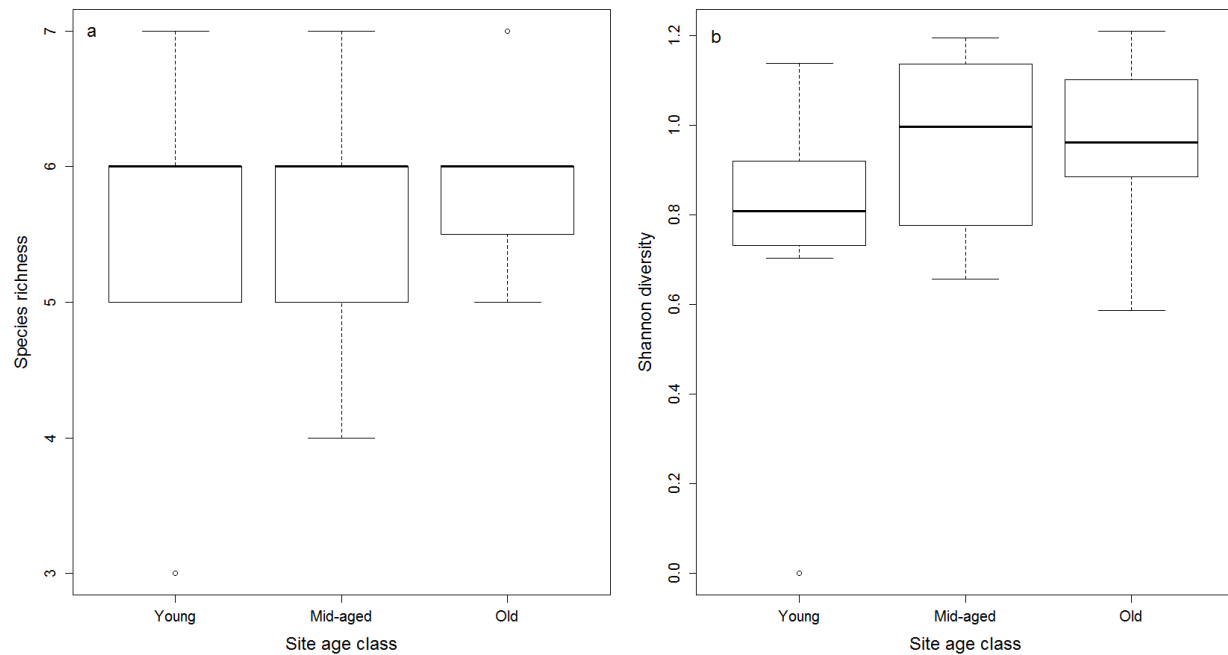 a
7
6
5
4
3
Species richness
Young
Mid-aged
Old
Site age class
b
1.2
1.0
0.8
0.6
0.4
0.2
0.0
Shannon diversity
Young
Mid-aged
Old
Site age class